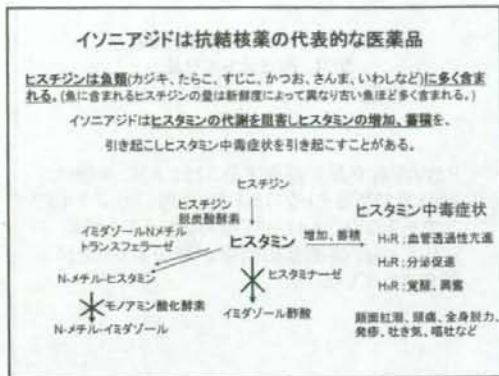 イソニアジドは抗結核薬の代表的な医薬品
ヒスチジンは魚類(カジキ、たらこ、すじこ、かつお、さんま、いわしなど)に多く含ま
れる。(魚に含まれるヒスチジンの量は新鮮度によって異なり古い魚ほど多く含まれる。)
イソニアジドはヒスタミンの代謝を阻害しヒスタミンの増加、蓄積を、
引き起こしヒスタミン中毒症状を引き起こすことがある。
ヒスチジン
ヒスチジン
脱炭酸酵素
イミダゾールNメチル
トランスフェラーゼ
ヒスタミン
増加、蓄積
N-メチル-ヒスタミン
ヒスタミナーゼ
モノアミン酸化酵素
イミダゾール酢酸
N-メチル-イミダゾール
ヒスタミン中毒症状
H₁R:血管透過性亢進
H₂R:分泌促進
H₃R:覚醒、興奮
顔面紅潮、頭痛、全身脱力、
発疹、吐き気、嘔吐など